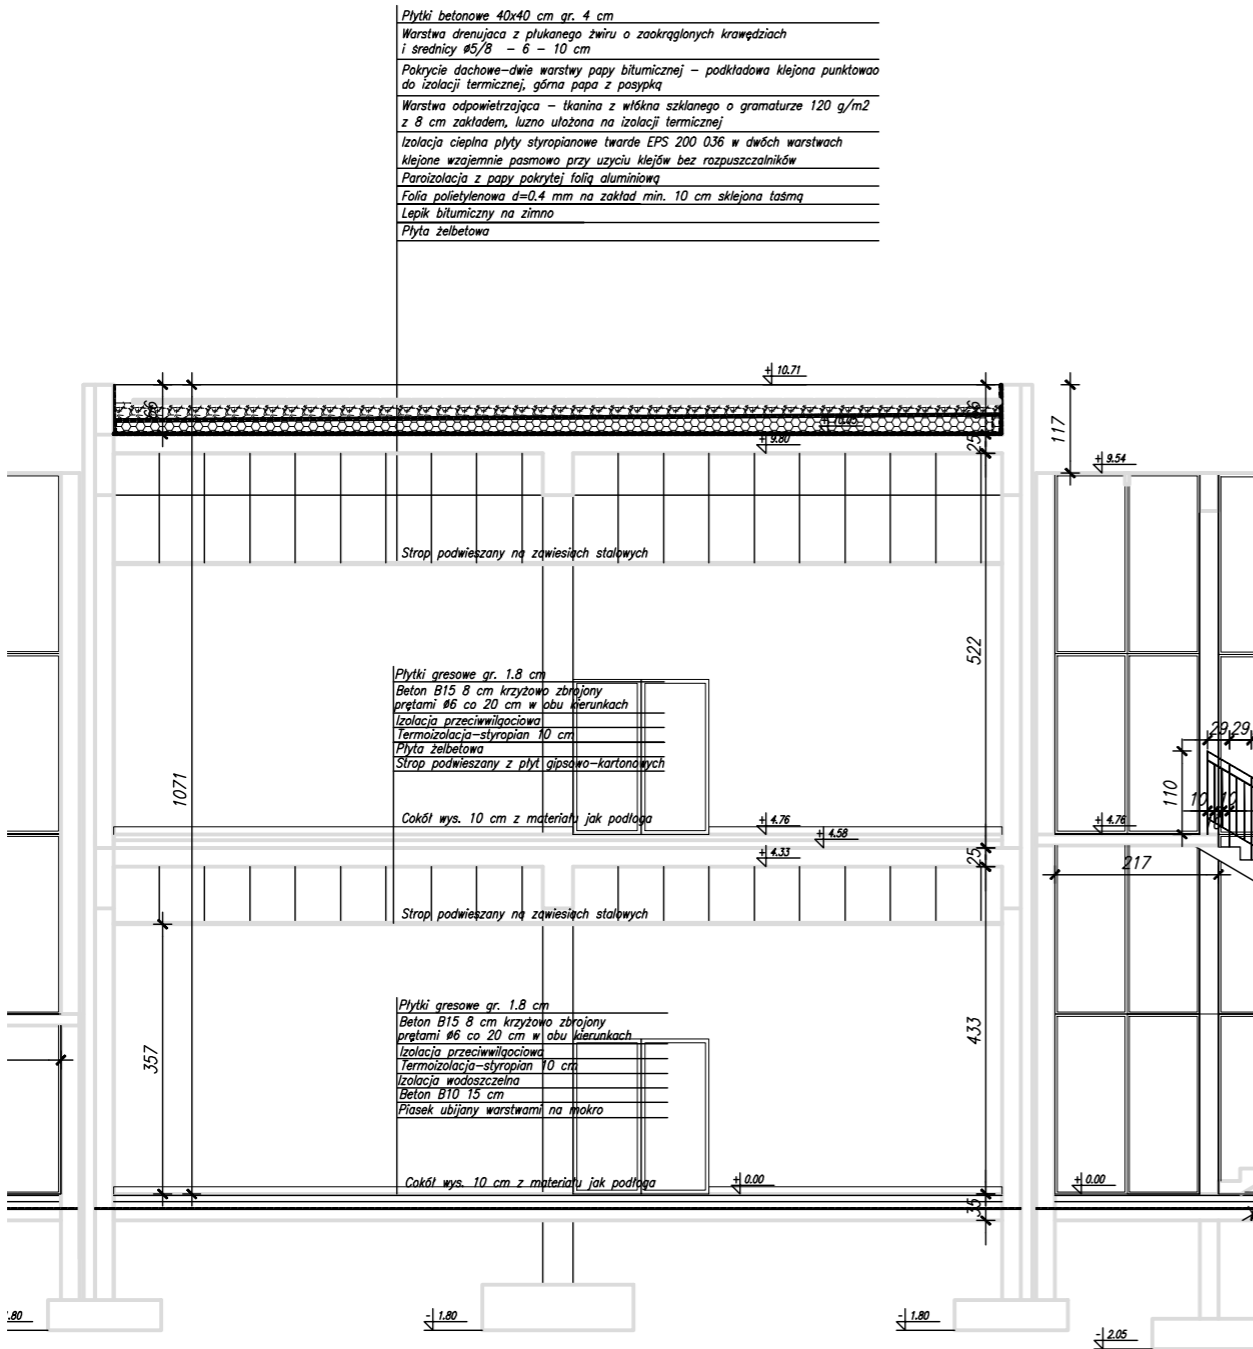 Płytki betonowe 40x40 cm gr. 4 cm
Warstwa drenujaca z płukanego żwiru o zaokrąglonych krawędziach
i średnicy ø5/8 – 6 – 10 cm
Pokrycie dachowe–dwie warstwy papy bitumicznej – podkładowa klejona punktowao
do izolacji termicznej, górna papa z posypką
Warstwa odpowietrzająca – tkanina z włókna szklanego o gramaturze 120 g/m2
z 8 cm zakładem, luzno ułożona na izolacji termicznej
Izolacja cieplna płyty styropianowe twarde EPS 200 036 w dwóch warstwach
klejone wzajemnie pasmowo przy uzyciu klejów bez rozpuszczalników
Paroizolacja z papy pokrytej folią aluminiową
Folia polietylenowa d=0.4 mm na zakład min. 10 cm sklejona taśmą
Lepik bitumiczny na zimno
Płyta żelbetowa
+ 10.71
66
66
+ 10.05
117
25
+ 9.80
+ 9.54
Strop podwieszany na zawiesiach stalowych
522
Płytki gresowe gr. 1.8 cm
Beton B15 8 cm krzyżowo zbrojony
prętami ø6 co 20 cm w obu kierunkach
Izolacja przeciwwilgociowa
Termoizolacja–styropian 10 cm
Płyta żelbetowa
Strop podwieszany z płyt gipsowo–kartonowych
29 29
110
10 10
1071
Cokół wys. 10 cm z materiału jak podłoga
+ 4.76
+ 4.76
+ 4.58
+ 4.33
25
217
Strop podwieszany na zawiesiach stalowych
Płytki gresowe gr. 1.8 cm
Beton B15 8 cm krzyżowo zbrojony
prętami ø6 co 20 cm w obu kierunkach
Izolacja przeciwwilgociowa
Termoizolacja–styropian 10 cm
Izolacja wodoszczelna
Beton B10 15 cm
Piasek ubijany warstwami na mokro
357
433
Cokół wys. 10 cm z materiału jak podłoga
+ 0.00
+ 0.00
35
.80
- 1.80
- 1.80
- 2.05